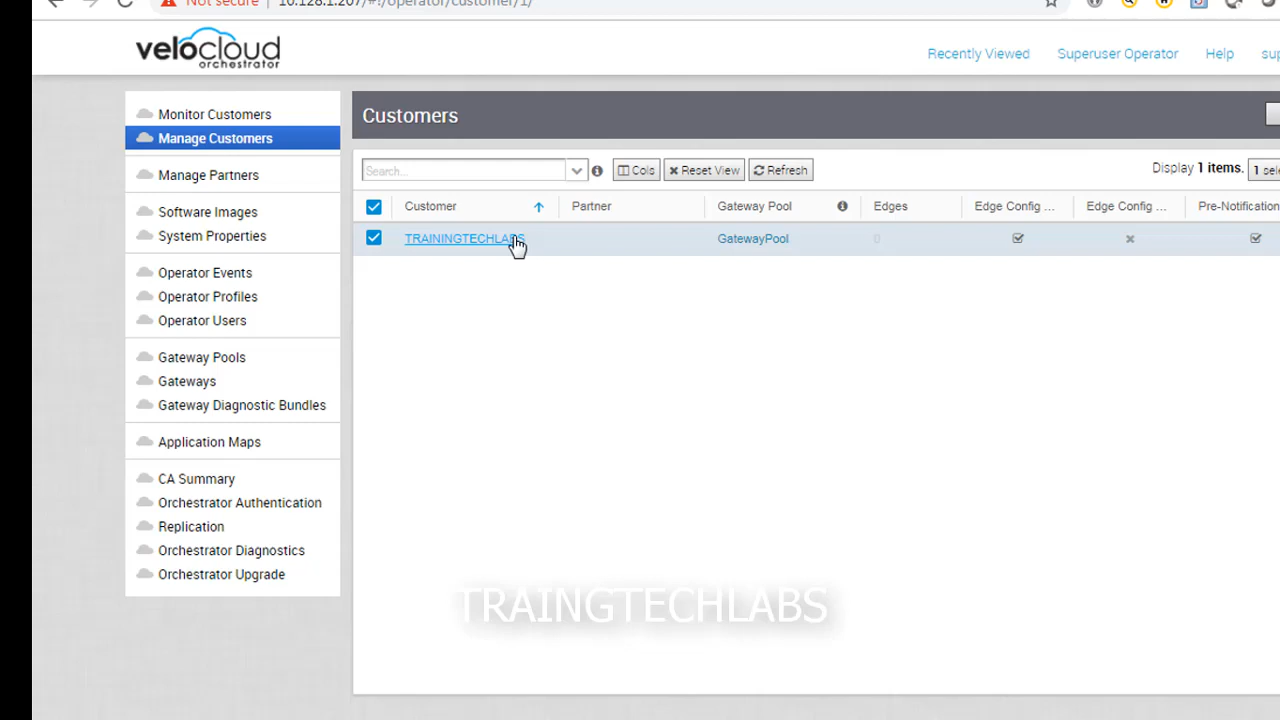 Not secure 10.128.1.207/#!/operator/customer/1/
velocloud
orchestrator
Recently Viewed Superuser Operator Help
Monitor Customers
Manage Customers
Manage Partners
Software Images
System Properties
Operator Events
Operator Profiles
Operator Users
Gateway Pools
Gateways
Gateway Diagnostic Bundles
Application Maps
CA Summary
Orchestrator Authentication
Replication
Orchestrator Diagnostics
Orchestrator Upgrade
Customers
Search... Cols Reset View Refresh Display 1 items. 1
Customer Partner Gateway Pool Edges Edge Config ... Edge Config ... Pre-Notification
TRAININGTECHLABS GatewayPool 0
TRAINGTECHLABS